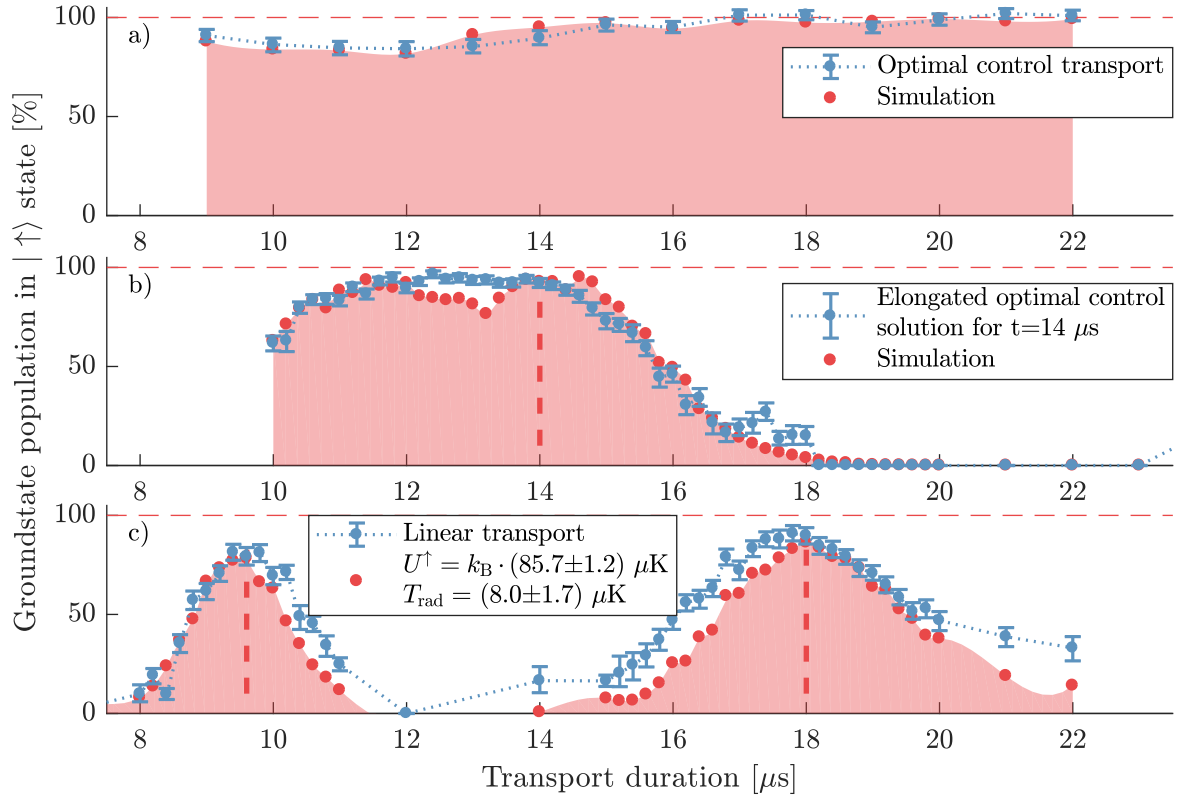 Groundstate population in |↑⟩ state [%]
a)
100
50
0
Optimal control transport
Simulation
8 10 12 14 16 18 20 22
b)
100
50
0
Elongated optimal control
solution for t=14 μs
Simulation
8 10 12 14 16 18 20 22
c)
100
50
0
Linear transport
U↑ = kB · (85.7±1.2) μK
Trad = (8.0±1.7) μK
8 10 12 14 16 18 20 22
Transport duration [μs]